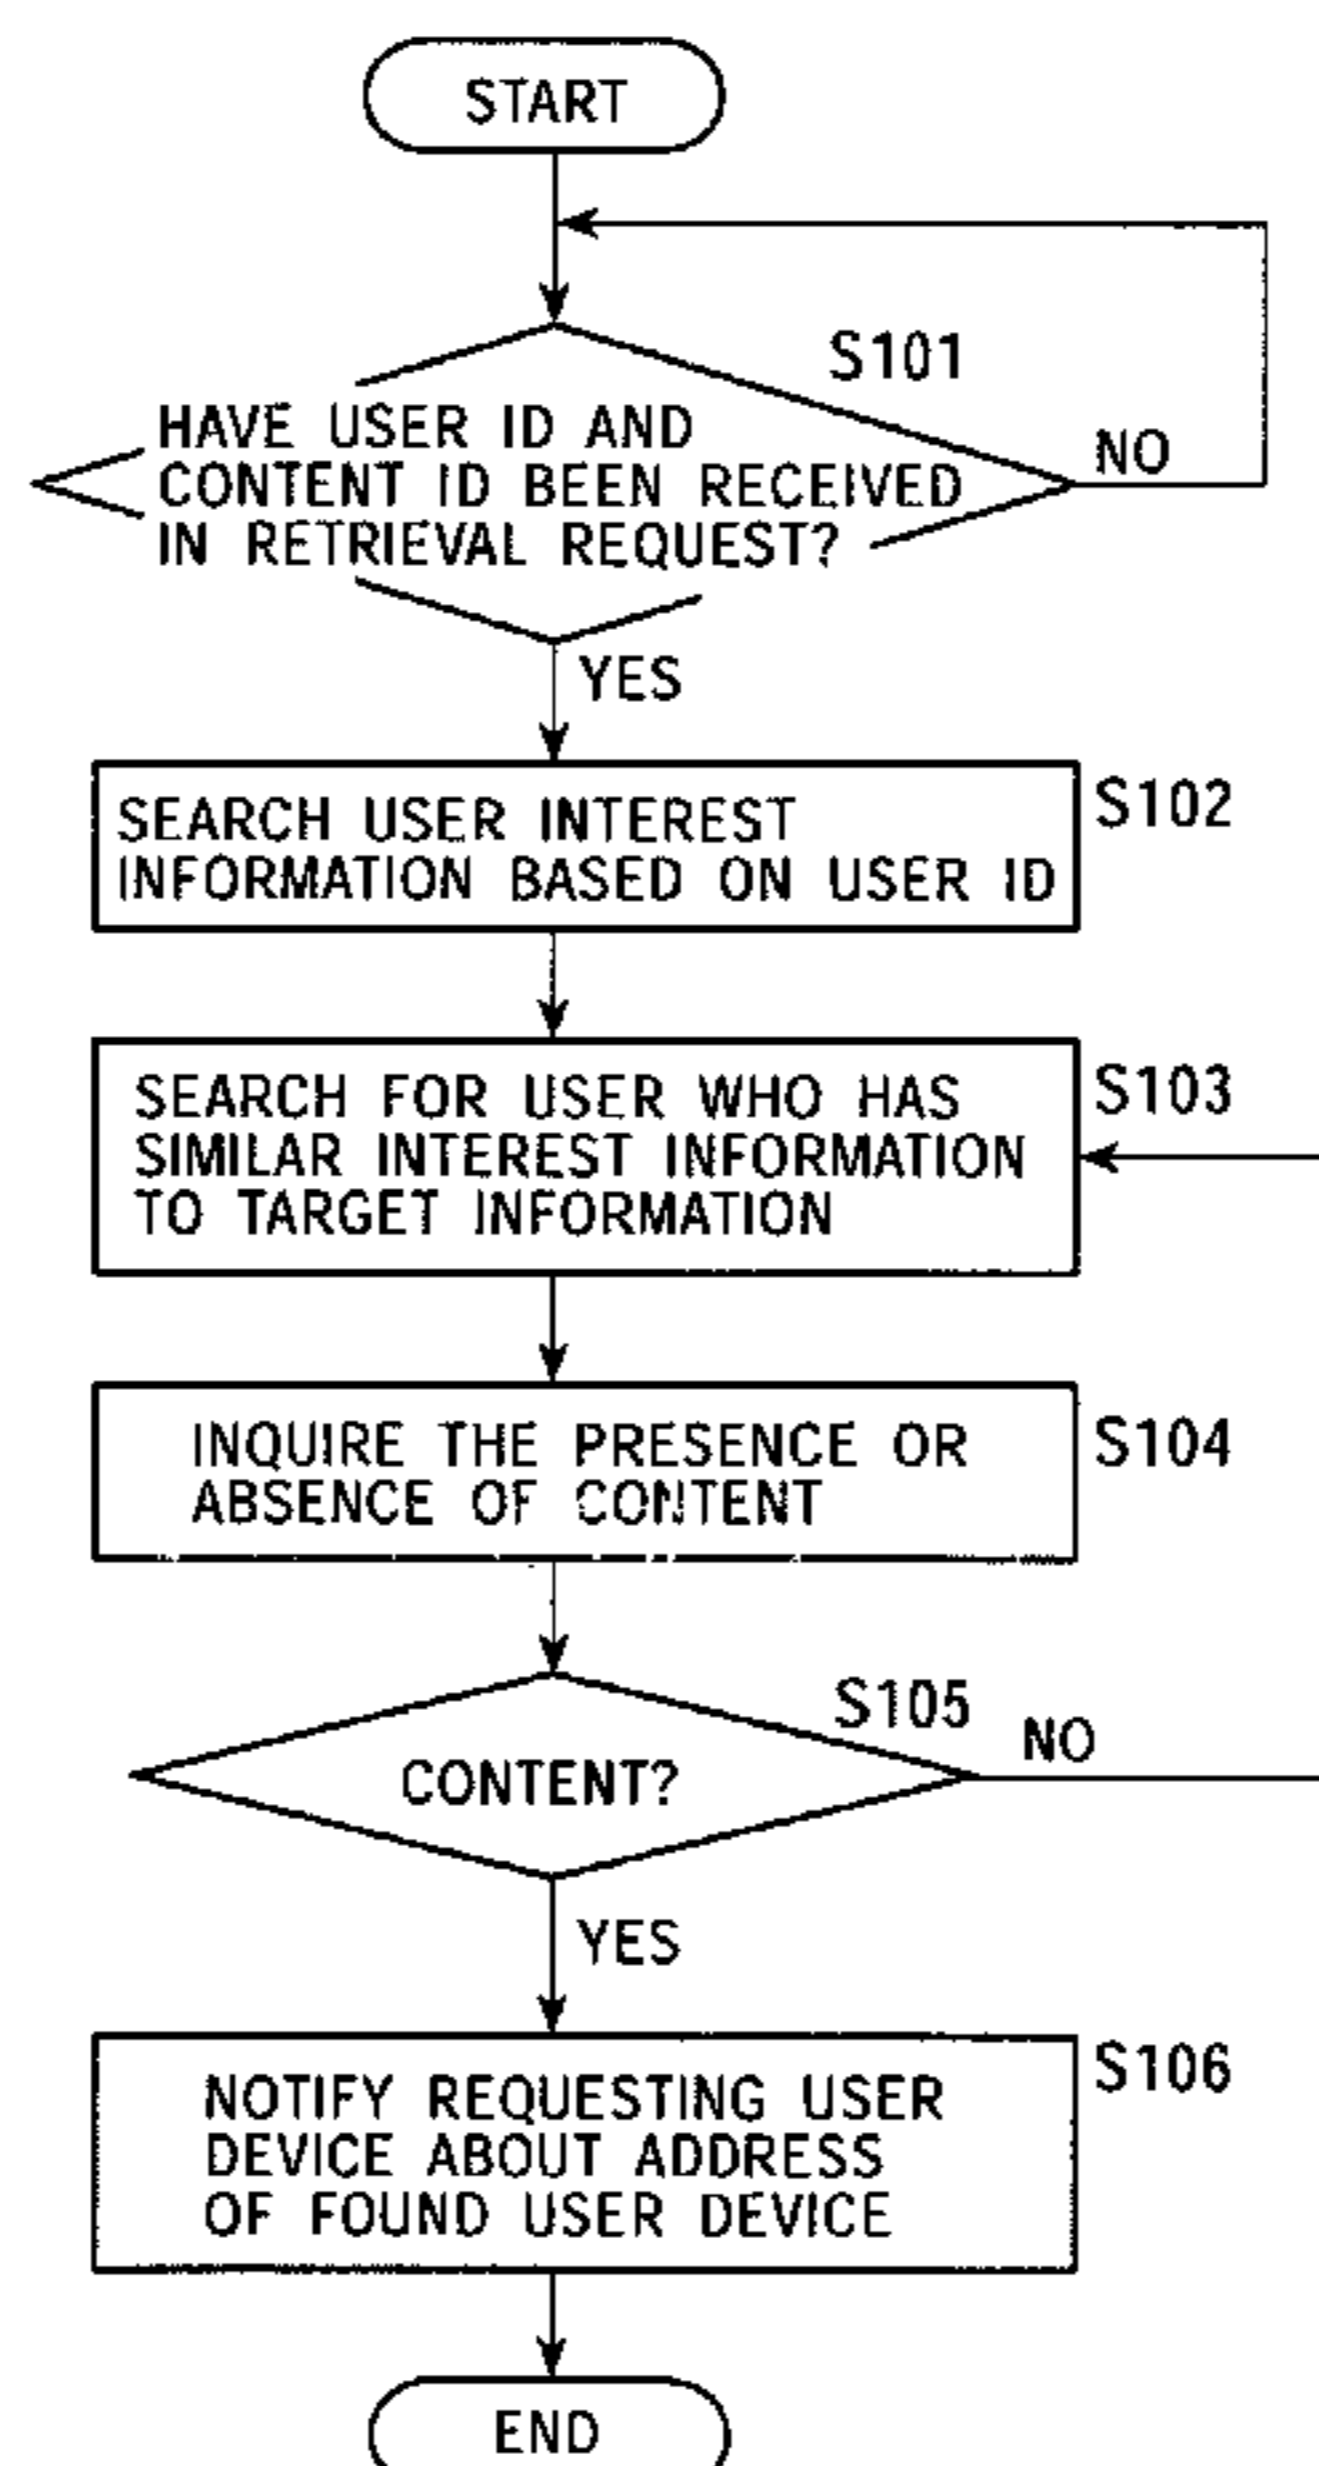 START
S101
HAVE USER ID AND
CONTENT ID BEEN RECEIVED
IN RETRIEVAL REQUEST?
NO
YES
SEARCH USER INTEREST
INFORMATION BASED ON USER ID
S102
SEARCH FOR USER WHO HAS
SIMILAR INTEREST INFORMATION
TO TARGET INFORMATION
S103
INQUIRE THE PRESENCE OR
ABSENCE OF CONTENT
S104
S105
CONTENT?
NO
YES
NOTIFY REQUESTING USER
DEVICE ABOUT ADDRESS
OF FOUND USER DEVICE
S106
END